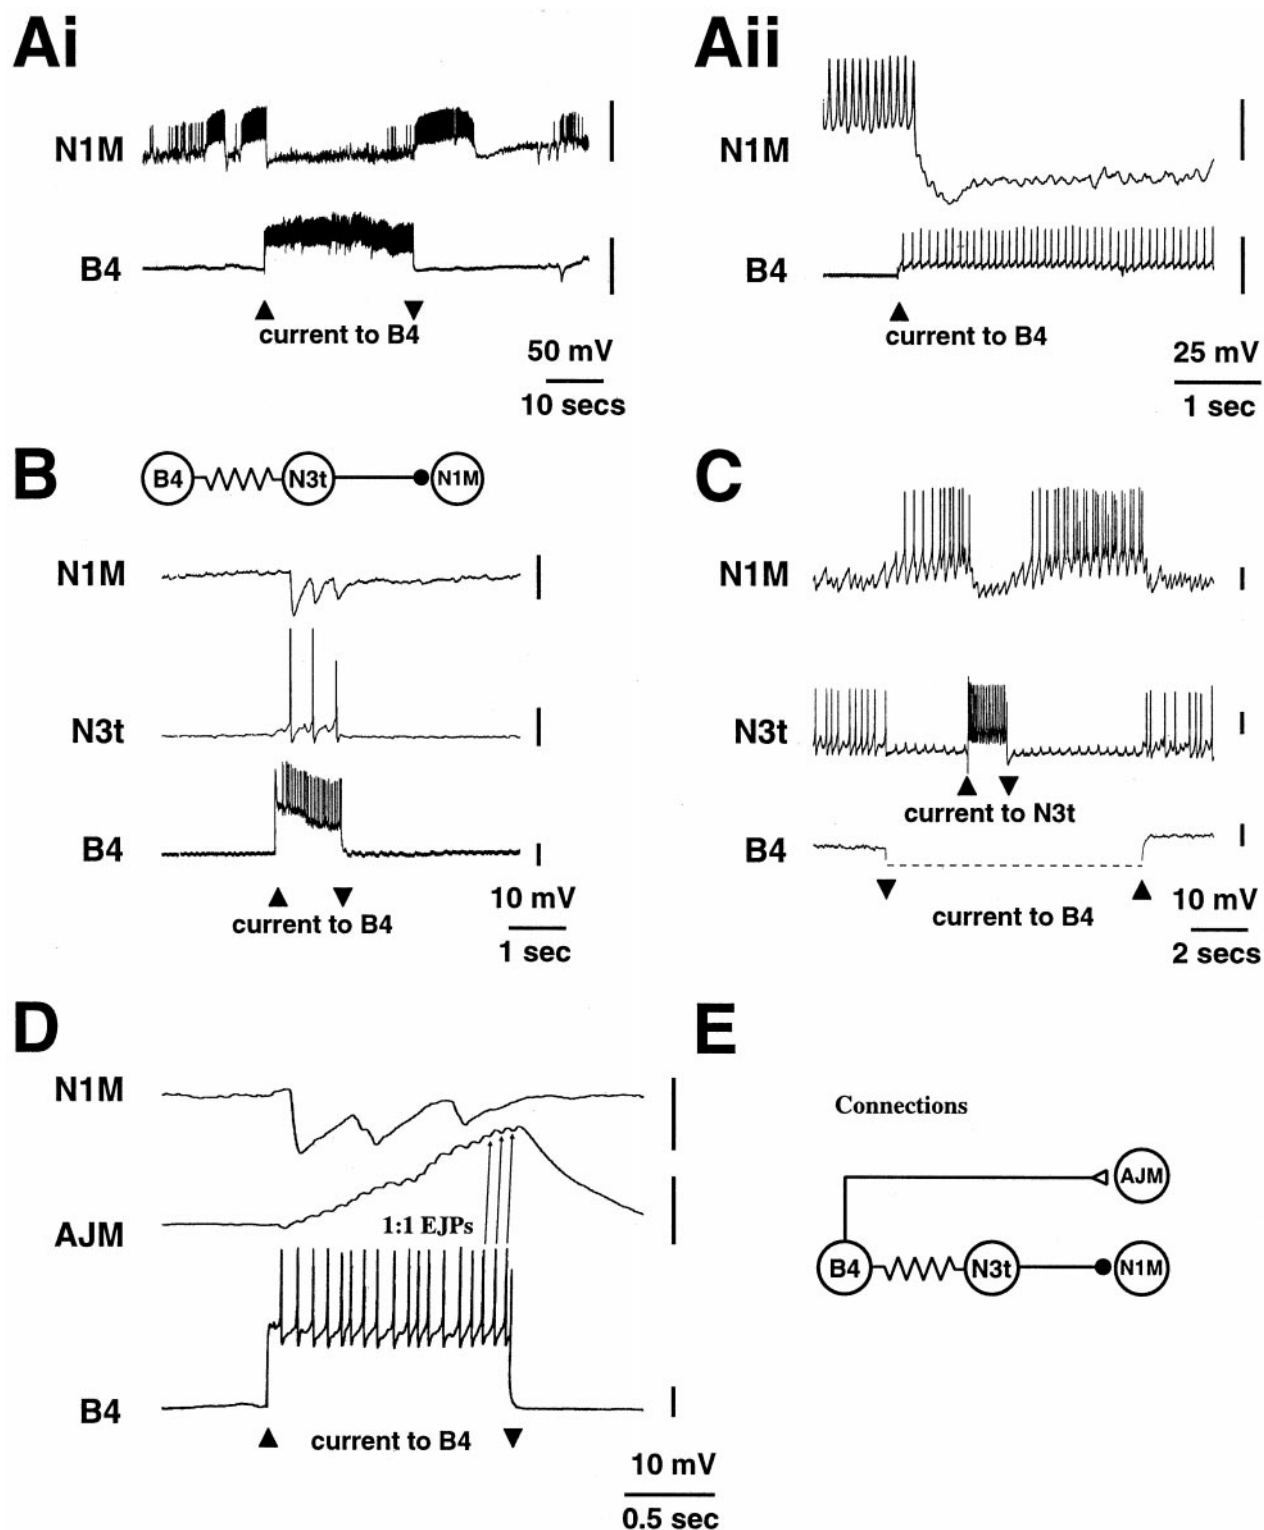 Ai
N1M
B4
current to B4
50 mV
10 secs
Aii
N1M
B4
current to B4
25 mV
1 sec
B
B4
N3t
N1M
N1M
N3t
B4
current to B4
10 mV
1 sec
C
N1M
N3t
current to N3t
B4
current to B4
10 mV
2 secs
D
N1M
AJM
1:1 EJPs
B4
current to B4
10 mV
0.5 sec
E
Connections
AJM
B4
N3t
N1M